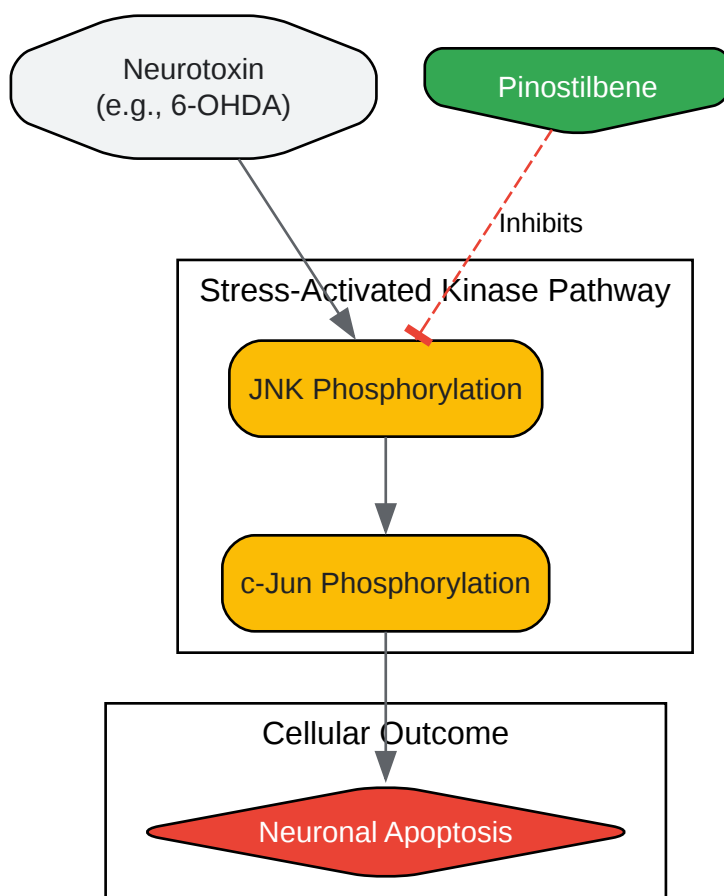 Neurotoxin
(e.g., 6-OHDA)
Pinostilbene
Inhibits
Stress-Activated Kinase Pathway
JNK Phosphorylation
c-Jun Phosphorylation
Cellular Outcome
Neuronal Apoptosis